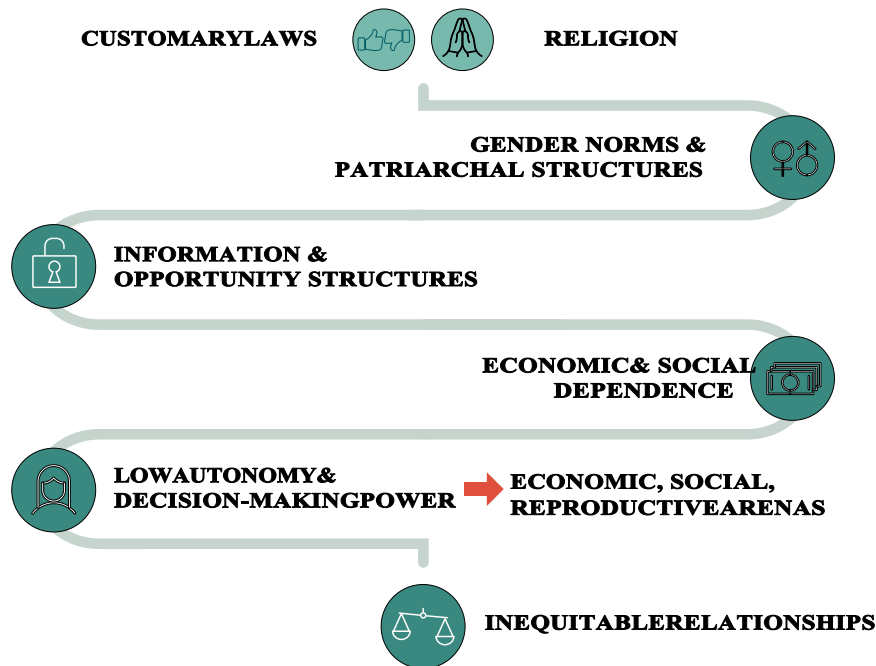 CUSTOMARYLAWS
RELIGION
GENDER NORMS &
PATRIARCHAL STRUCTURES
INFORMATION &
OPPORTUNITY STRUCTURES
ECONOMIC& SOCIAL
DEPENDENCE
LOWAUTONOMY&
DECISION-MAKINGPOWER
ECONOMIC, SOCIAL,
REPRODUCTIVEARENAS
INEQUITABLERELATIONSHIPS